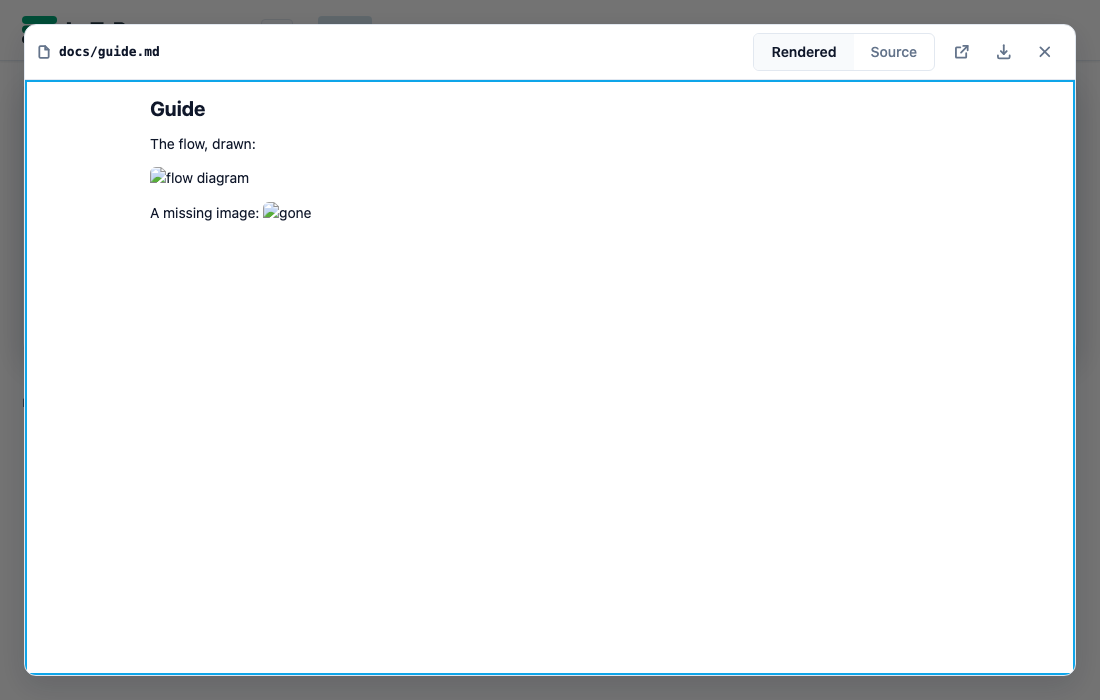 docs/guide.md
Rendered
Source
Guide
The flow, drawn:
flow diagram
A missing image: gone